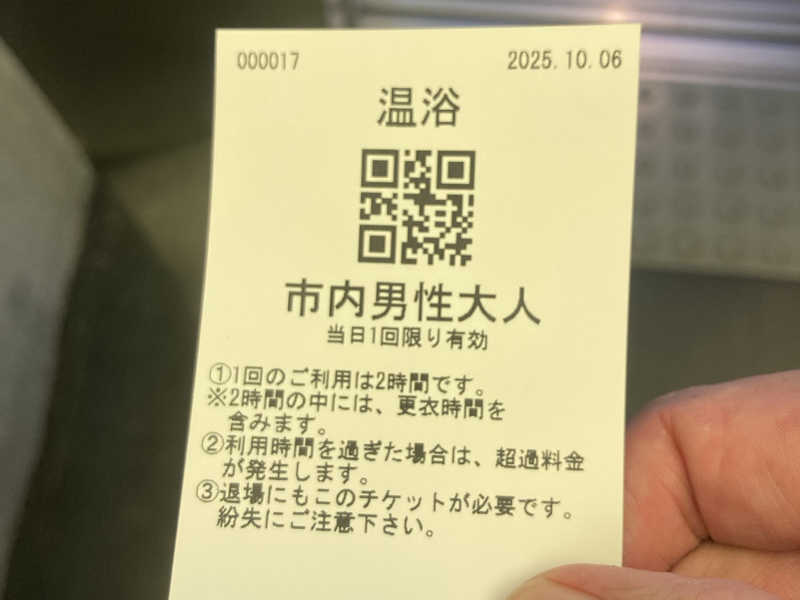 000017 2025.10.06
温浴
市内男性大人
当日1回限り有効
①1回のご利用は2時間です。
※2時間の中には、更衣時間を
含みます。
②利用時間を過ぎた場合は、超過料金
が発生します。
③退場にもこのチケットが必要です。
紛失にご注意下さい。